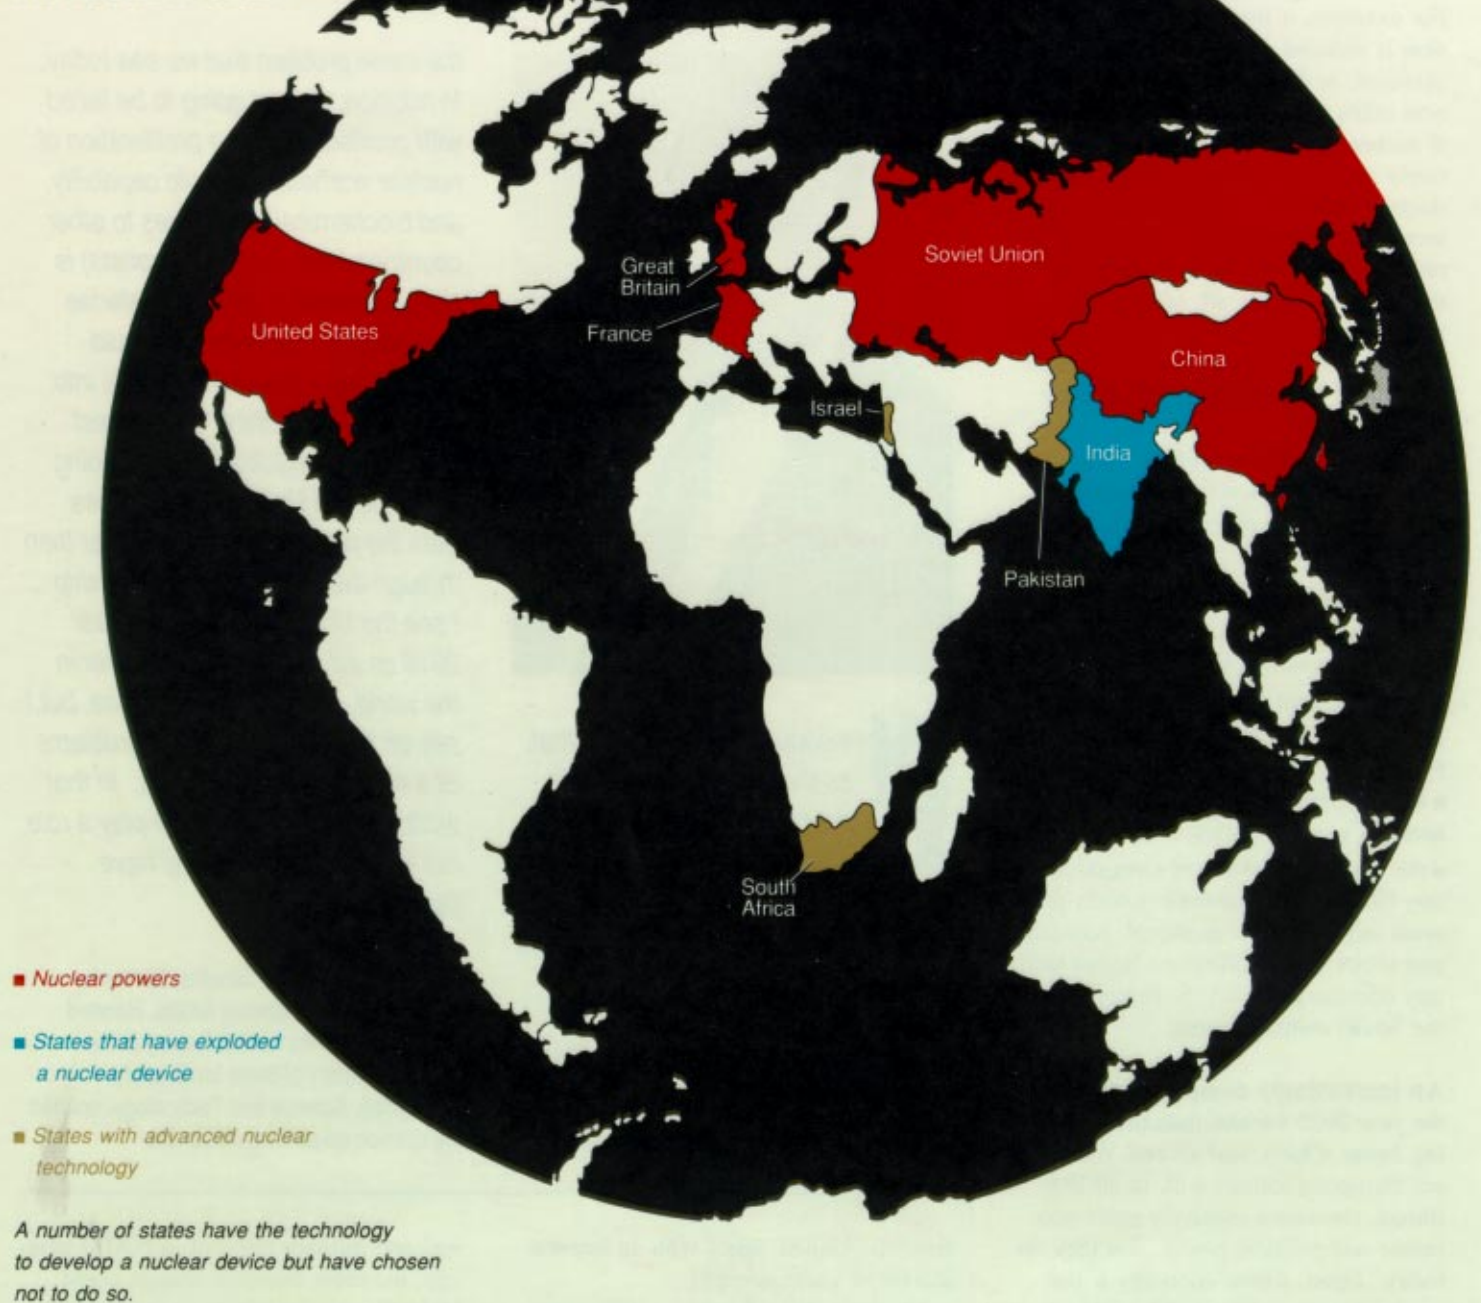 Great
Britain
France
United States
Soviet Union
China
Israel
India
Pakistan
South
Africa
Nuclear powers
States that have exploded
a nuclear device
States with advanced nuclear
technology
A number of states have the technology
to develop a nuclear device but have chosen
not to do so.